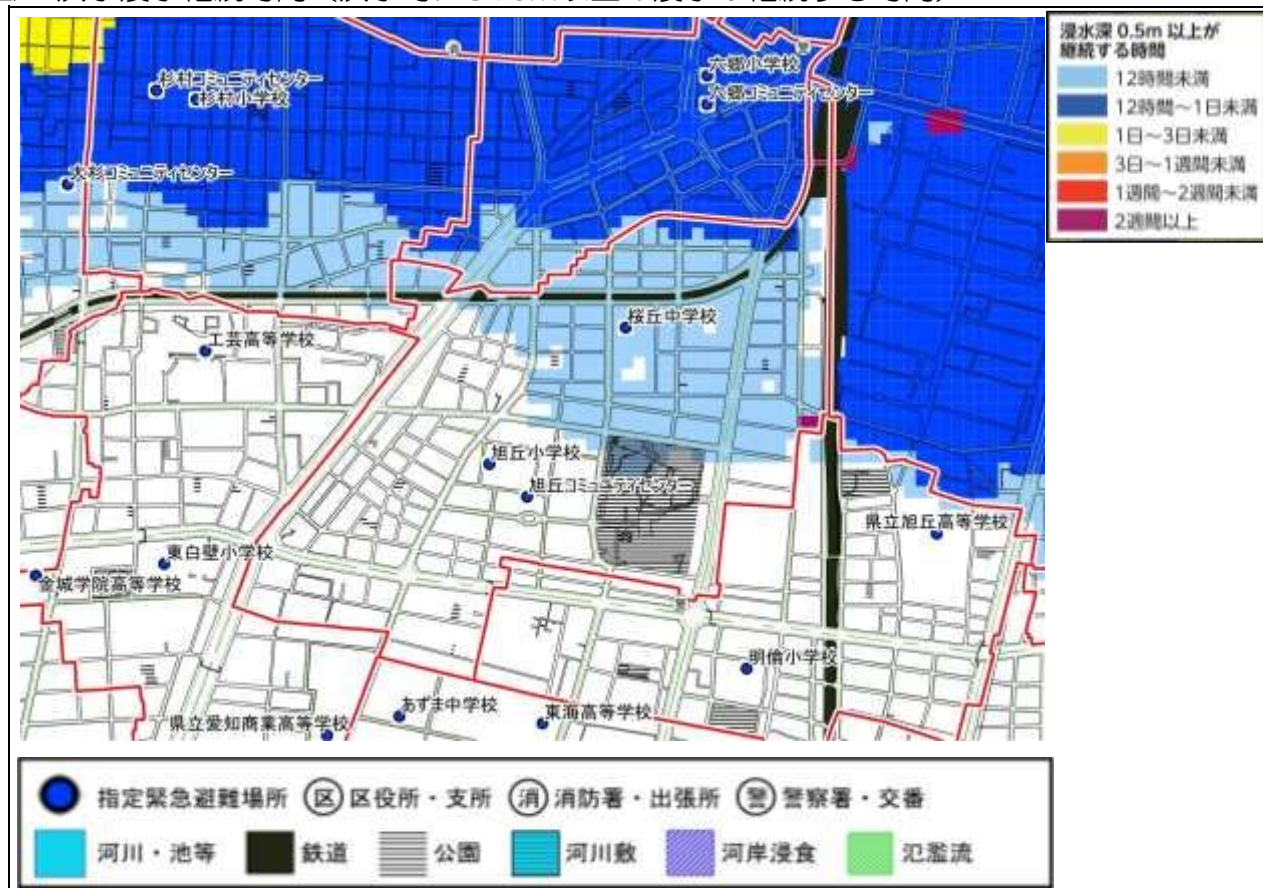 浸水深 0.5m 以上が
継続する時間
12時間未満
12時間～1日未満
1日～3日未満
3日～1週間未満
1週間～2週間未満
2週間以上
消
警
六郷小学校
杉村コミュニティセンター
杉村小学校
六郷コミュニティセンター
大杉コミュニティセンター
桜丘中学校
工芸高等学校
旭丘小学校
旭丘コミュニティセンター
県立旭丘高等学校
東白壁小学校
金城学院高等学校
明倫小学校
あずま中学校
東海高等学校
県立愛知商業高等学校
指定緊急避難場所 区 区役所・支所 消 消防署・出張所 警 警察署・交番
河川・池等 鉄道 公園 河川敷 河岸浸食 氾濫流